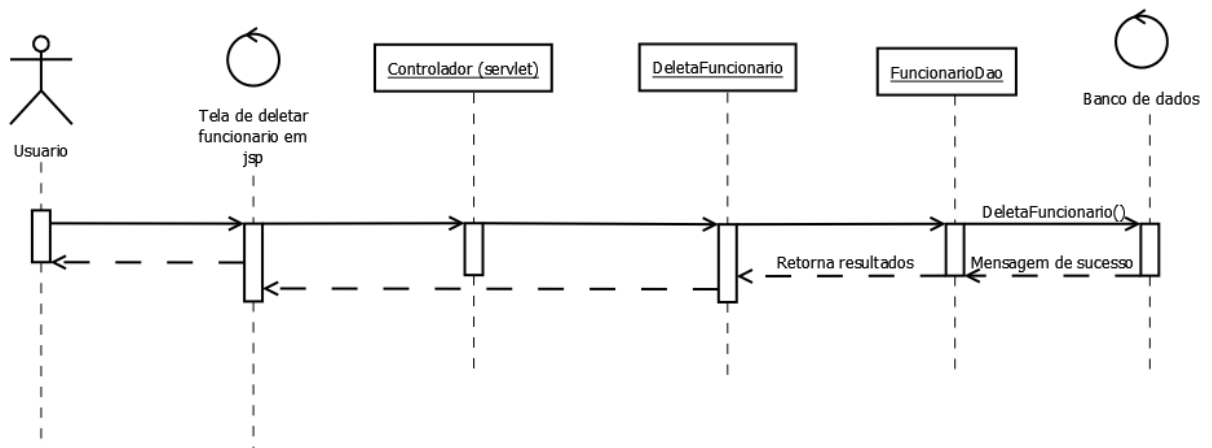 Usuario
Tela de deletar
funcionario em
jsp
Controlador (servlet)
DeletaFuncionario
FuncionarioDao
Banco de dados
DeletaFuncionario()
Retorna resultados
Mensagem de sucesso